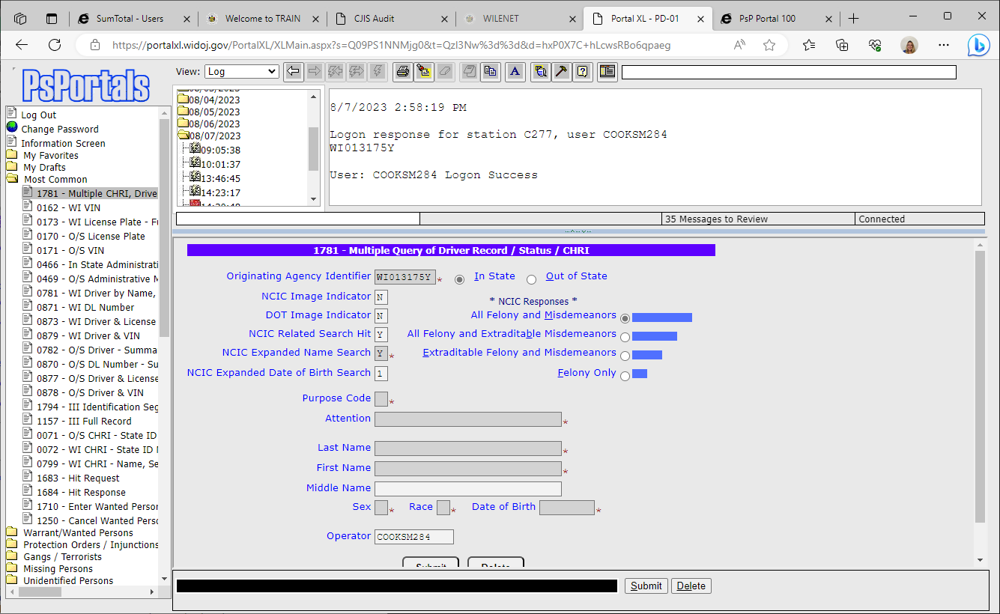 SumTotal - Users
Welcome to TRAIN
CJIS Audit
WILENET
Portal XL - PD-01
PsP Portal 100
https://portalxl.widoj.gov/PortalXL/XLMain.aspx?s=Q09PS1NNMjg0&t=QzI3Nw%3d%3d&d=hxP0X7C+hLcwsRBo6qpaeg
PsPortals
View: Log
Log Out
Change Password
Information Screen
My Favorites
My Drafts
Most Common
1781 - Multiple CHRI, Drive
0162 - WI VIN
0173 - WI License Plate - Fu
0170 - O/S License Plate
0171 - O/S VIN
0466 - In State Administrati
0469 - O/S Administrative M
0781 - WI Driver by Name,
0871 - WI DL Number
0873 - WI Driver & License
0879 - WI Driver & VIN
0782 - O/S Driver - Summa
0870 - O/S DL Number - Su
0877 - O/S Driver & License
0878 - O/S Driver & VIN
1794 - III Identification Seg
1157 - III Full Record
0071 - O/S CHRI - State ID
0072 - WI CHRI - State ID
0799 - WI CHRI - Name, Se
1683 - Hit Request
1684 - Hit Response
1710 - Enter Wanted Person
1250 - Cancel Wanted Perso
Warrant/Wanted Persons
Protection Orders / Injunctions
Gangs / Terrorists
Missing Persons
Unidentified Persons
08/03/2023
08/04/2023
08/05/2023
08/06/2023
08/07/2023
09:05:38
10:01:37
13:46:45
14:23:17
8/7/2023 2:58:19 PM
Logon response for station C277, user COOKSM284
WI013175Y
User: COOKSM284 Logon Success
35 Messages to Review
Connected
1781 - Multiple Query of Driver Record / Status / CHRI
Originating Agency Identifier WI013175Y * In State Out of State
NCIC Image Indicator N
* NCIC Responses *
DOT Image Indicator N
All Felony and Misdemeanors
NCIC Related Search Hit Y
All Felony and Extraditable Misdemeanors
NCIC Expanded Name Search Y *
Extraditable Felony and Misdemeanors
NCIC Expanded Date of Birth Search 1
Felony Only
Purpose Code *
Attention *
Last Name *
First Name *
Middle Name
Sex * Race * Date of Birth *
Operator COOKSM284
Submit Delete
Submit Delete